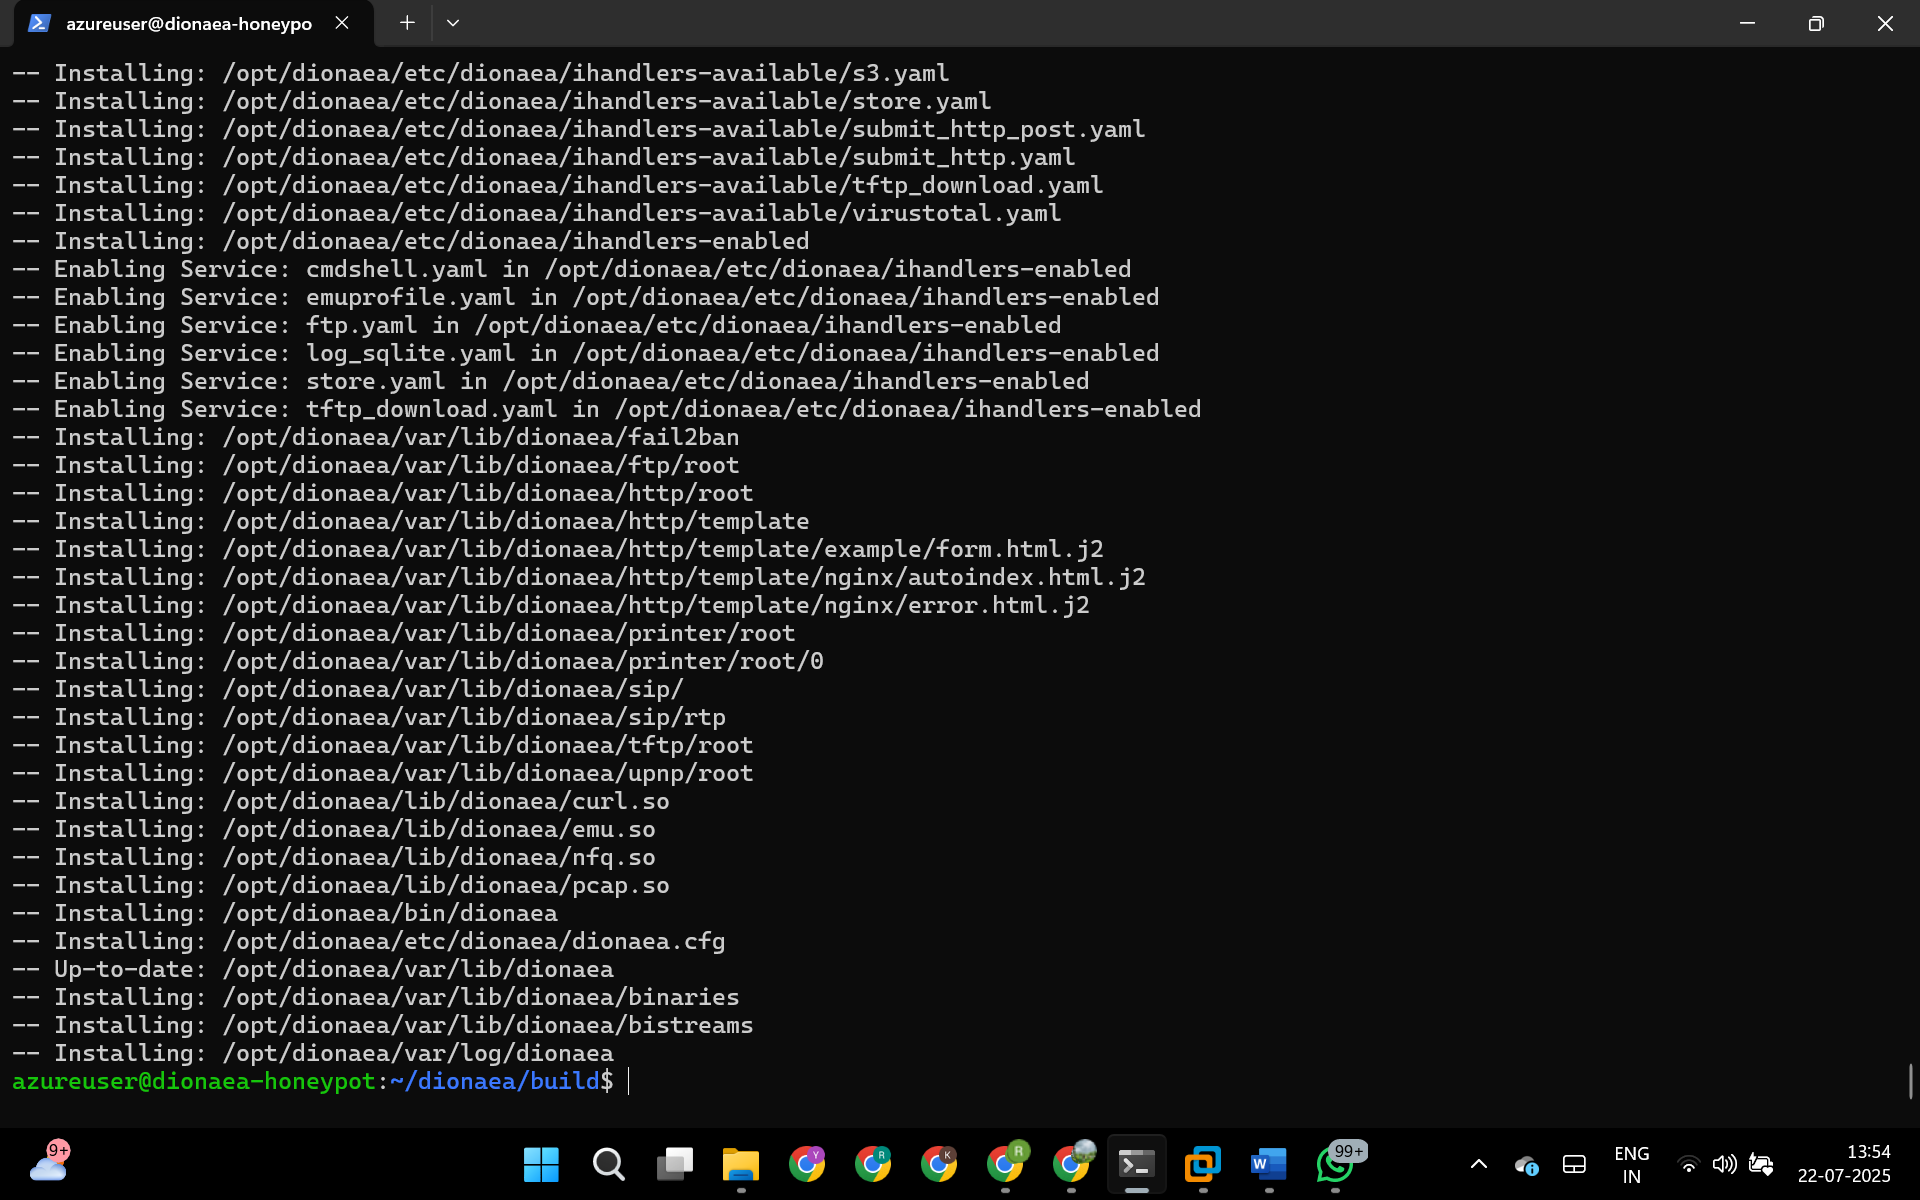 azureuser@dionaea-honeypo
-- Installing: /opt/dionaea/etc/dionaea/ihandlers-available/s3.yaml
-- Installing: /opt/dionaea/etc/dionaea/ihandlers-available/store.yaml
-- Installing: /opt/dionaea/etc/dionaea/ihandlers-available/submit_http_post.yaml
-- Installing: /opt/dionaea/etc/dionaea/ihandlers-available/submit_http.yaml
-- Installing: /opt/dionaea/etc/dionaea/ihandlers-available/tftp_download.yaml
-- Installing: /opt/dionaea/etc/dionaea/ihandlers-available/virustotal.yaml
-- Installing: /opt/dionaea/etc/dionaea/ihandlers-enabled
-- Enabling Service: cmdshell.yaml in /opt/dionaea/etc/dionaea/ihandlers-enabled
-- Enabling Service: emuprofile.yaml in /opt/dionaea/etc/dionaea/ihandlers-enabled
-- Enabling Service: ftp.yaml in /opt/dionaea/etc/dionaea/ihandlers-enabled
-- Enabling Service: log_sqlite.yaml in /opt/dionaea/etc/dionaea/ihandlers-enabled
-- Enabling Service: store.yaml in /opt/dionaea/etc/dionaea/ihandlers-enabled
-- Enabling Service: tftp_download.yaml in /opt/dionaea/etc/dionaea/ihandlers-enabled
-- Installing: /opt/dionaea/var/lib/dionaea/fail2ban
-- Installing: /opt/dionaea/var/lib/dionaea/ftp/root
-- Installing: /opt/dionaea/var/lib/dionaea/http/root
-- Installing: /opt/dionaea/var/lib/dionaea/http/template
-- Installing: /opt/dionaea/var/lib/dionaea/http/template/example/form.html.j2
-- Installing: /opt/dionaea/var/lib/dionaea/http/template/nginx/autoindex.html.j2
-- Installing: /opt/dionaea/var/lib/dionaea/http/template/nginx/error.html.j2
-- Installing: /opt/dionaea/var/lib/dionaea/printer/root
-- Installing: /opt/dionaea/var/lib/dionaea/printer/root/0
-- Installing: /opt/dionaea/var/lib/dionaea/sip/
-- Installing: /opt/dionaea/var/lib/dionaea/sip/rtp
-- Installing: /opt/dionaea/var/lib/dionaea/tftp/root
-- Installing: /opt/dionaea/var/lib/dionaea/upnp/root
-- Installing: /opt/dionaea/lib/dionaea/curl.so
-- Installing: /opt/dionaea/lib/dionaea/emu.so
-- Installing: /opt/dionaea/lib/dionaea/nfq.so
-- Installing: /opt/dionaea/lib/dionaea/pcap.so
-- Installing: /opt/dionaea/bin/dionaea
-- Installing: /opt/dionaea/etc/dionaea/dionaea.cfg
-- Up-to-date: /opt/dionaea/var/lib/dionaea
-- Installing: /opt/dionaea/var/lib/dionaea/binaries
-- Installing: /opt/dionaea/var/lib/dionaea/bistreams
-- Installing: /opt/dionaea/var/log/dionaea
azureuser@dionaea-honeypot:~/dionaea/build$
9+
Y
R
K
R
W
99+
ENG
IN
13:54
22-07-2025